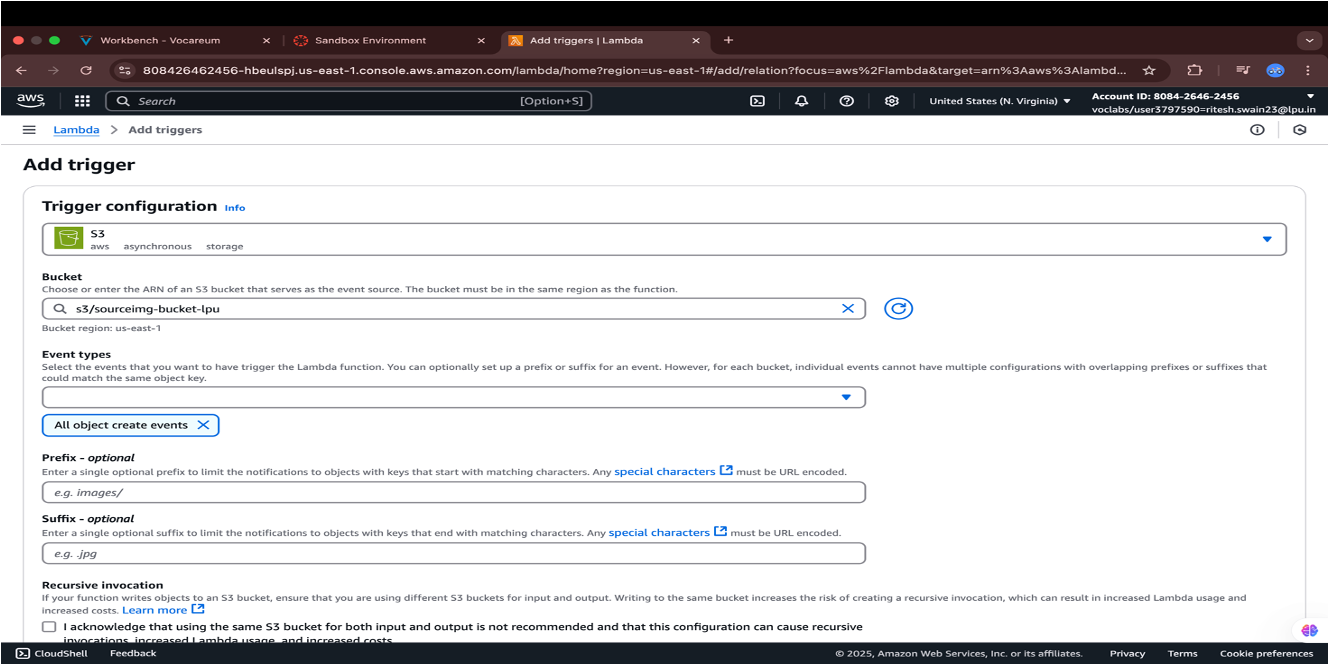 Workbench - Vocareum
Sandbox Environment
Add triggers | Lambda
808426462456-hbeulspj.us-east-1.console.aws.amazon.com/lambda/home?region=us-east-1#/add/relation?focus=aws%2Flambda&target=arn%3Aaws%3Alambd...
aws
Search
[Option+S]
United States (N. Virginia)
Account ID: 8084-2646-2456
voclabs/user3797590=ritesh.swain23@lpu.in
Lambda > Add triggers
Add trigger
Trigger configuration Info
S3
aws asynchronous storage
Bucket
Choose or enter the ARN of an S3 bucket that serves as the event source. The bucket must be in the same region as the function.
s3/sourceimg-bucket-lpu
Bucket region: us-east-1
Event types
Select the events that you want to have trigger the Lambda function. You can optionally set up a prefix or suffix for an event. However, for each bucket, individual events cannot have multiple configurations with overlapping prefixes or suffixes that
could match the same object key.
All object create events
Prefix - optional
Enter a single optional prefix to limit the notifications to objects with keys that start with matching characters. Any special characters must be URL encoded.
e.g. images/
Suffix - optional
Enter a single optional suffix to limit the notifications to objects with keys that end with matching characters. Any special characters must be URL encoded.
e.g. .jpg
Recursive invocation
If your function writes objects to an S3 bucket, ensure that you are using different S3 buckets for input and output. Writing to the same bucket increases the risk of creating a recursive invocation, which can result in increased Lambda usage and
increased costs. Learn more
I acknowledge that using the same S3 bucket for both input and output is not recommended and that this configuration can cause recursive
invocations, increased Lambda usage, and increased costs.
CloudShell Feedback
© 2025, Amazon Web Services, Inc. or its affiliates. Privacy Terms Cookie preferences